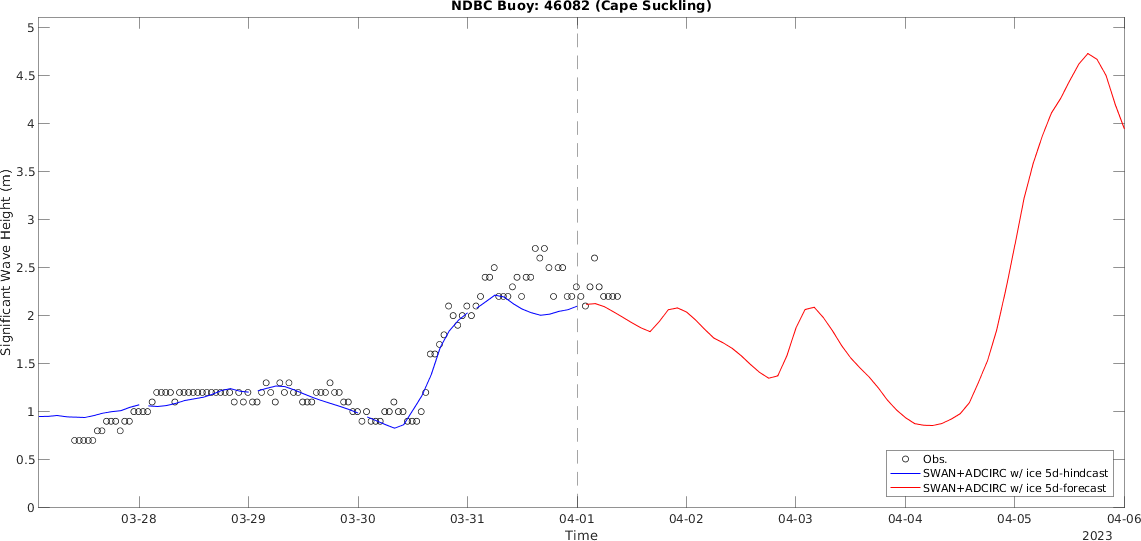 NDBC Buoy: 46082 (Cape Suckling)
5
4.5
4
3.5
3
2.5
2
1.5
1
0.5
0
Significant Wave Height (m)
Obs.
SWAN+ADCIRC w/ ice 5d-hindcast
SWAN+ADCIRC w/ ice 5d-forecast
03-28 03-29 03-30 03-31 04-01 04-02 04-03 04-04 04-05 04-06
Time
2023